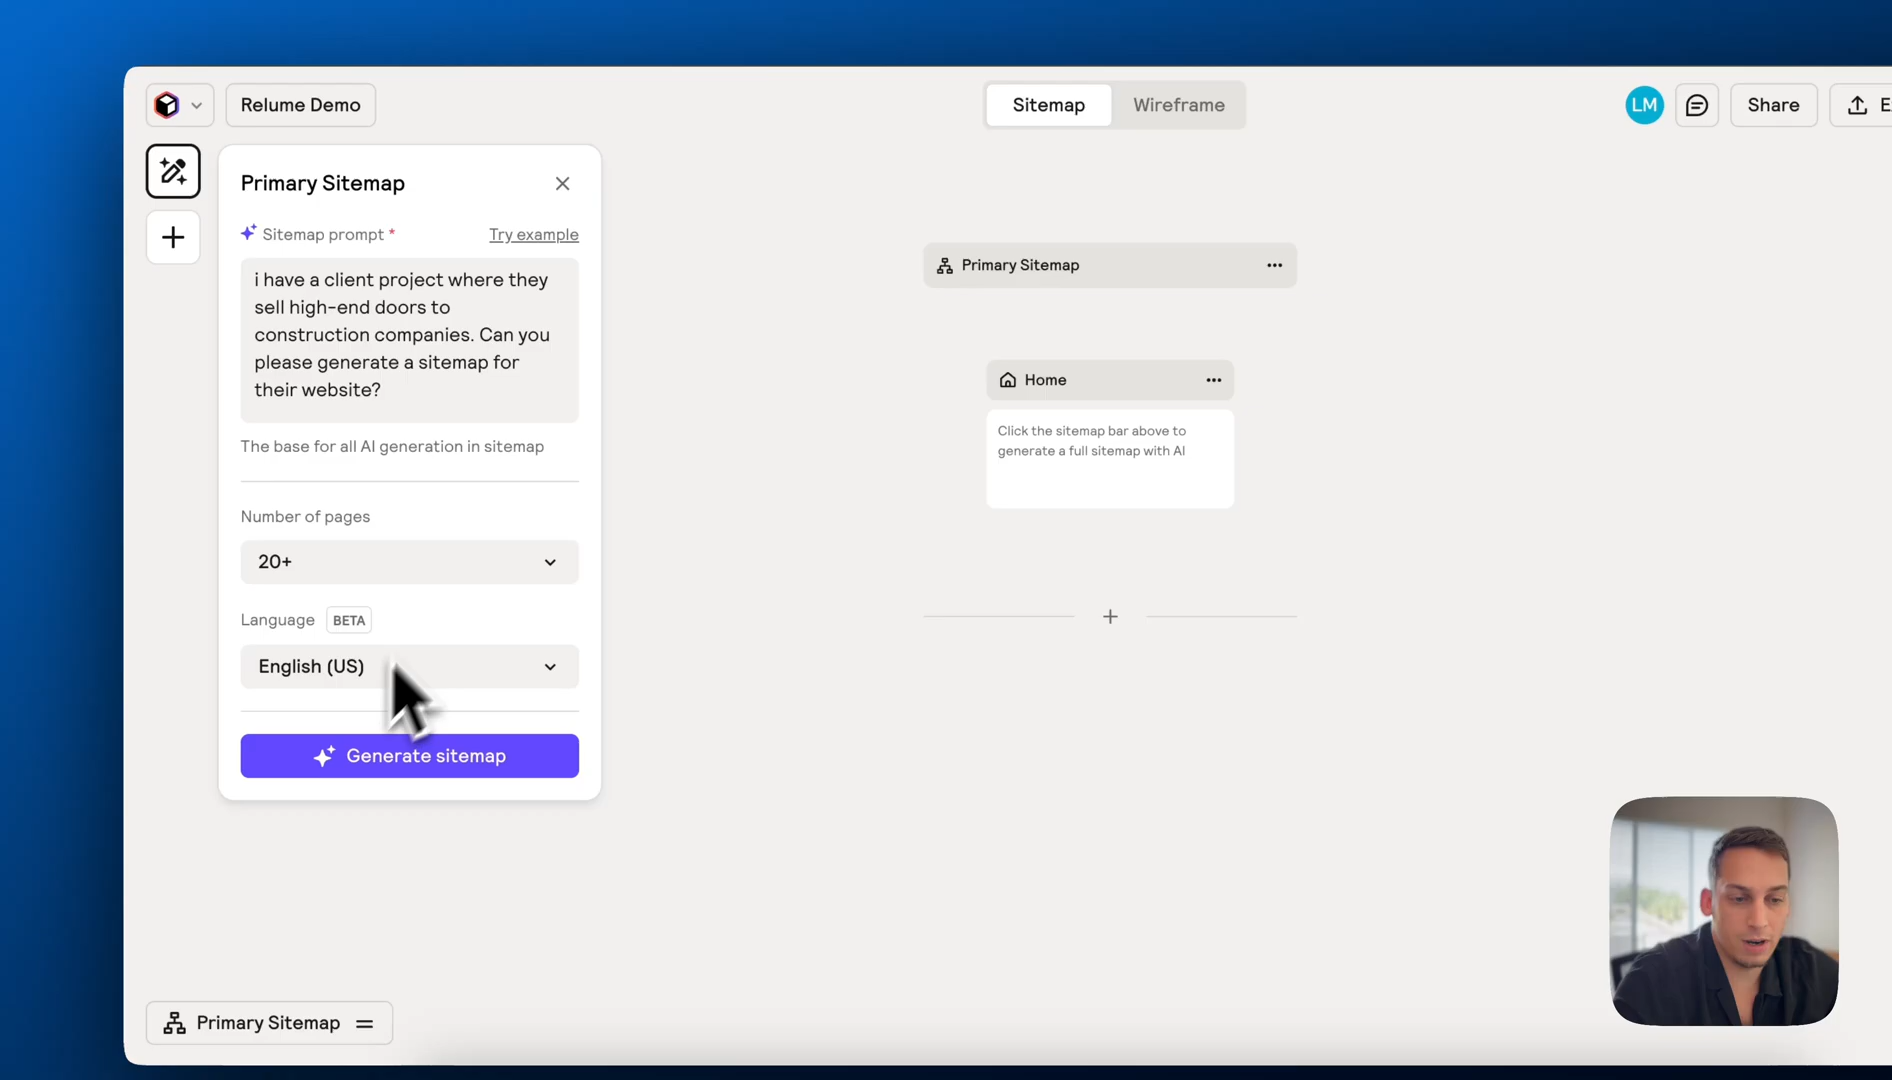 Relume Demo
Sitemap
Wireframe
LM
Share
E
Primary Sitemap
Sitemap prompt *
Try example
i have a client project where they
sell high-end doors to
construction companies. Can you
please generate a sitemap for
their website?
The base for all AI generation in sitemap
Number of pages
20+
Language BETA
English (US)
Generate sitemap
Primary Sitemap
Home
Click the sitemap bar above to
generate a full sitemap with AI
Primary Sitemap